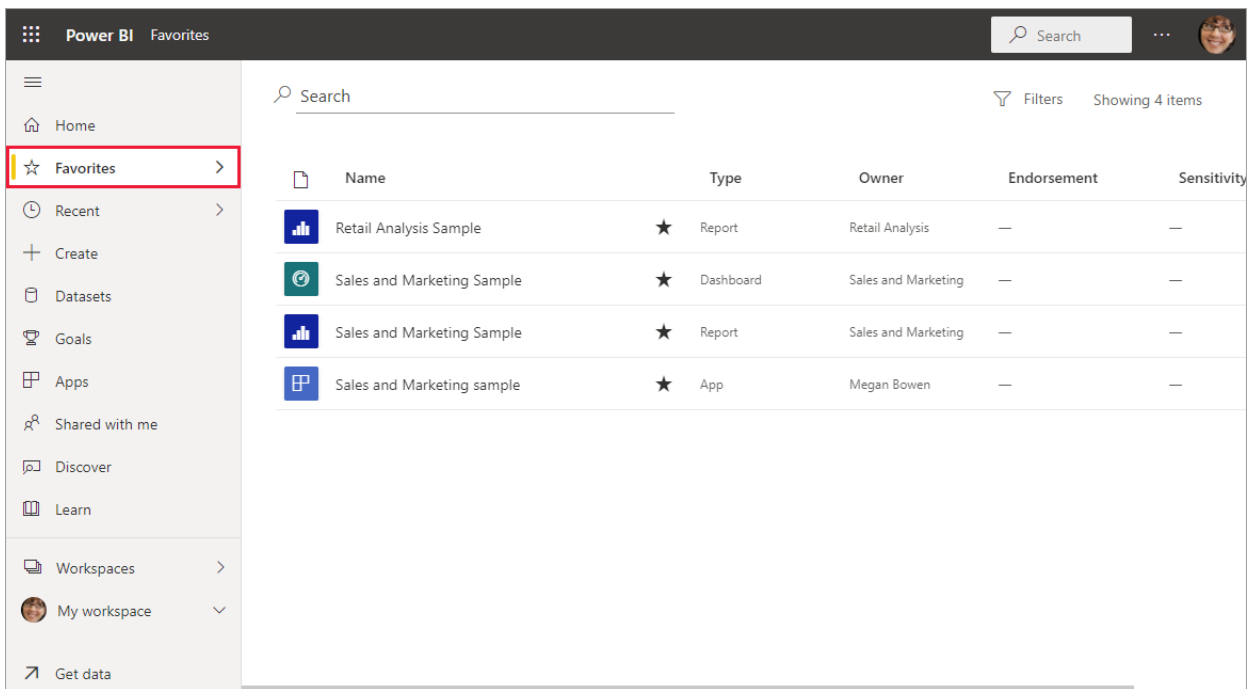 Power BI Favorites Search ...
Search
Filters Showing 4 items
Home
Favorites
Recent
Create
Datasets
Goals
Apps
Shared with me
Discover
Learn
Workspaces
My workspace
Get data
Name Type Owner Endorsement Sensitivity
Retail Analysis Sample Report Retail Analysis — —
Sales and Marketing Sample Dashboard Sales and Marketing — —
Sales and Marketing Sample Report Sales and Marketing — —
Sales and Marketing sample App Megan Bowen — —